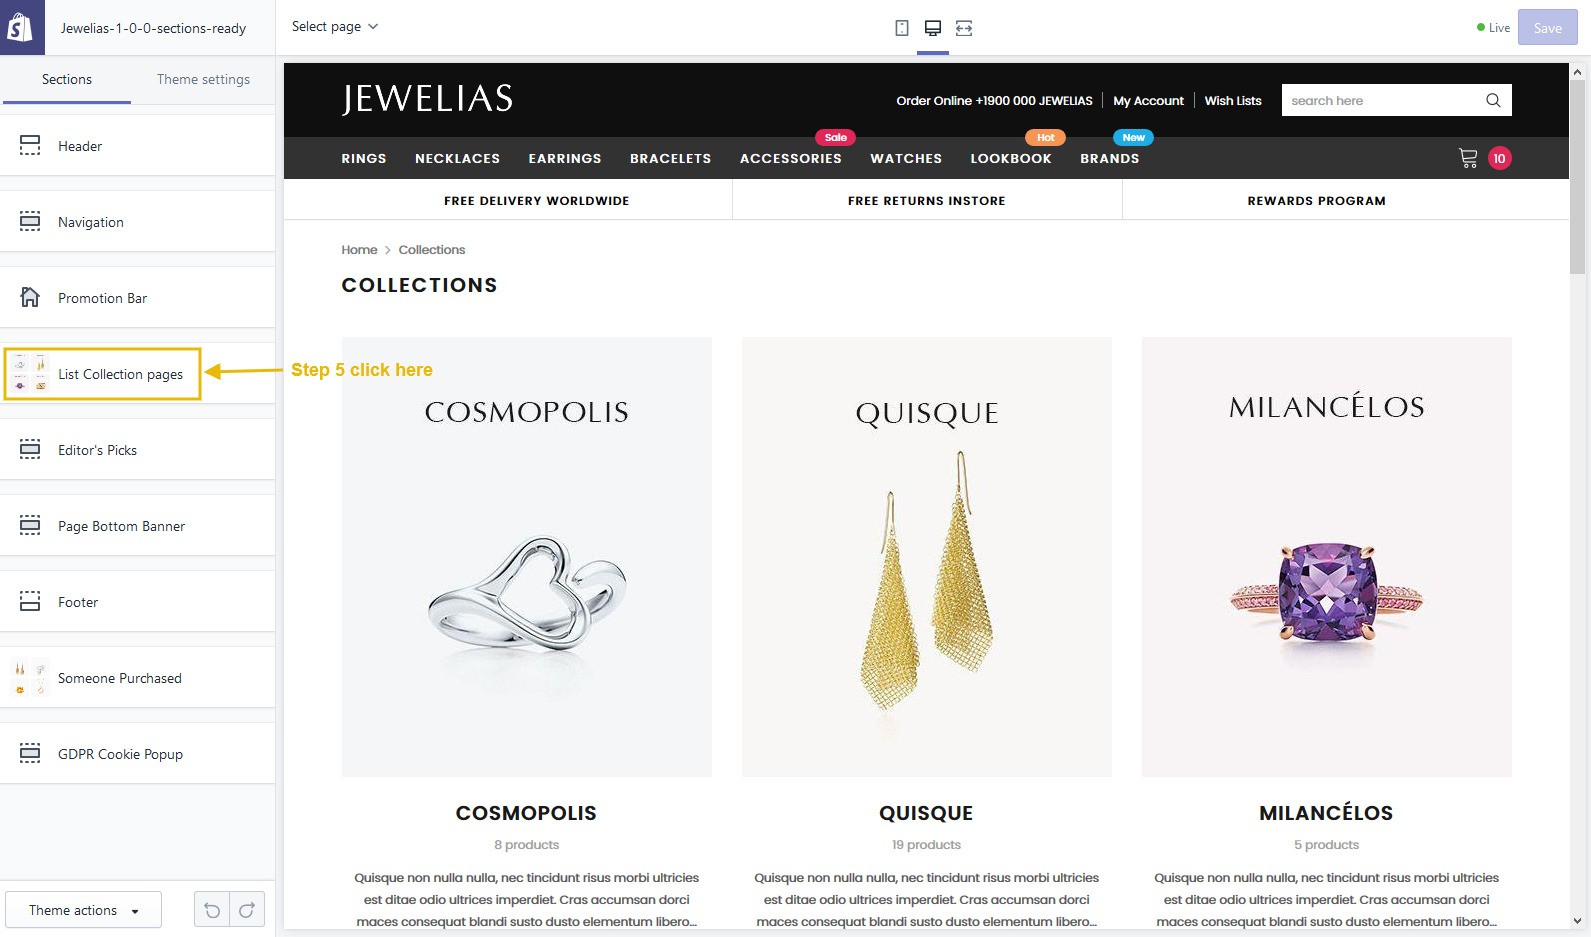 Jewelias-1-0-0-sections-ready
Select page
Live
Save
Sections
Theme settings
Header
Navigation
Promotion Bar
List Collection pages
Editor's Picks
Page Bottom Banner
Footer
Someone Purchased
GDPR Cookie Popup
Theme actions
Step 5 click here
JEWELIAS
Order Online +1900 000 JEWELIAS
My Account
Wish Lists
search here
Sale
Hot
New
RINGS NECKLACES EARRINGS BRACELETS ACCESSORIES WATCHES LOOKBOOK BRANDS
10
FREE DELIVERY WORLDWIDE
FREE RETURNS INSTORE
REWARDS PROGRAM
Home > Collections
COLLECTIONS
COSMOPOLIS
QUISQUE
MILANCÉLOS
COSMOPOLIS
8 products
Quisque non nulla nulla, nec tincidunt risus morbi ultricies
est ditae odio ultrices imperdiet. Cras accumsan dorci
maces consequat blandi susto dusto elementum libero...
QUISQUE
19 products
Quisque non nulla nulla, nec tincidunt risus morbi ultricies
est ditae odio ultrices imperdiet. Cras accumsan dorci
maces consequat blandi susto dusto elementum libero...
MILANCÉLOS
5 products
Quisque non nulla nulla, nec tincidunt risus morbi ultricies
est ditae odio ultrices imperdiet. Cras accumsan dorci
maces consequat blandi susto dusto elementum libero...